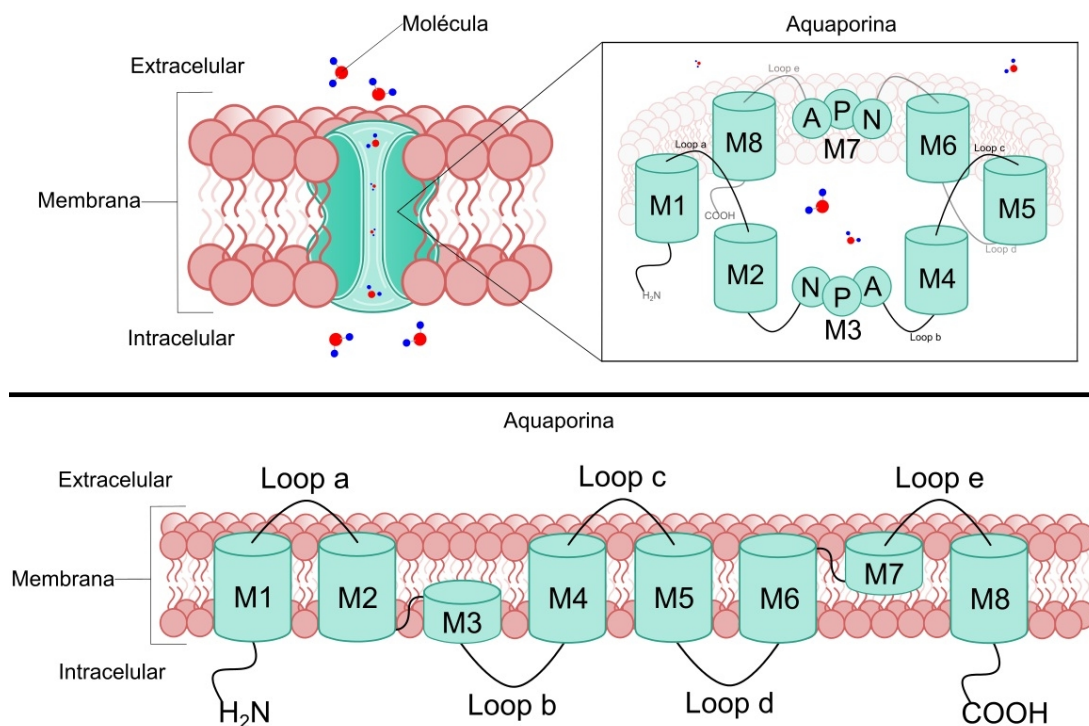 Molécula
Extracelular
Membrana
Intracelular
Aquaporina
Loop e
A P N
M7
M8
M6
Loop a
Loop c
M1
M5
COOH
M2
M4
Loop d
H₂N
N P A
M3
Loop b
Aquaporina
Extracelular
Loop a
Loop c
Loop e
Membrana
M1
M2
M3
M4
M5
M6
M7
M8
Intracelular
H₂N
Loop b
Loop d
COOH